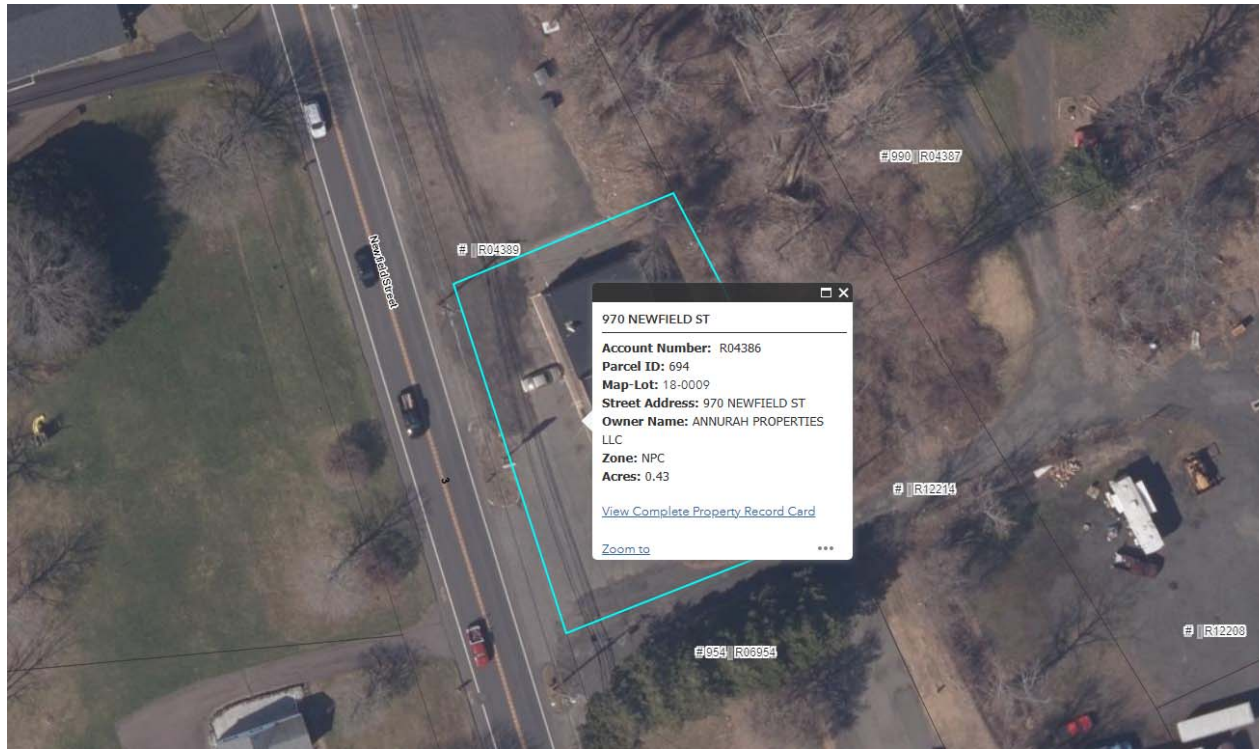 # 990 R04387
# R04389
Newfield Street
970 NEWFIELD ST
Account Number: R04386
Parcel ID: 694
Map-Lot: 18-0009
Street Address: 970 NEWFIELD ST
Owner Name: ANNURAH PROPERTIES
LLC
Zone: NPC
Acres: 0.43
View Complete Property Record Card
Zoom to
•••
3
# R12214
# R12208
# 954 R06954